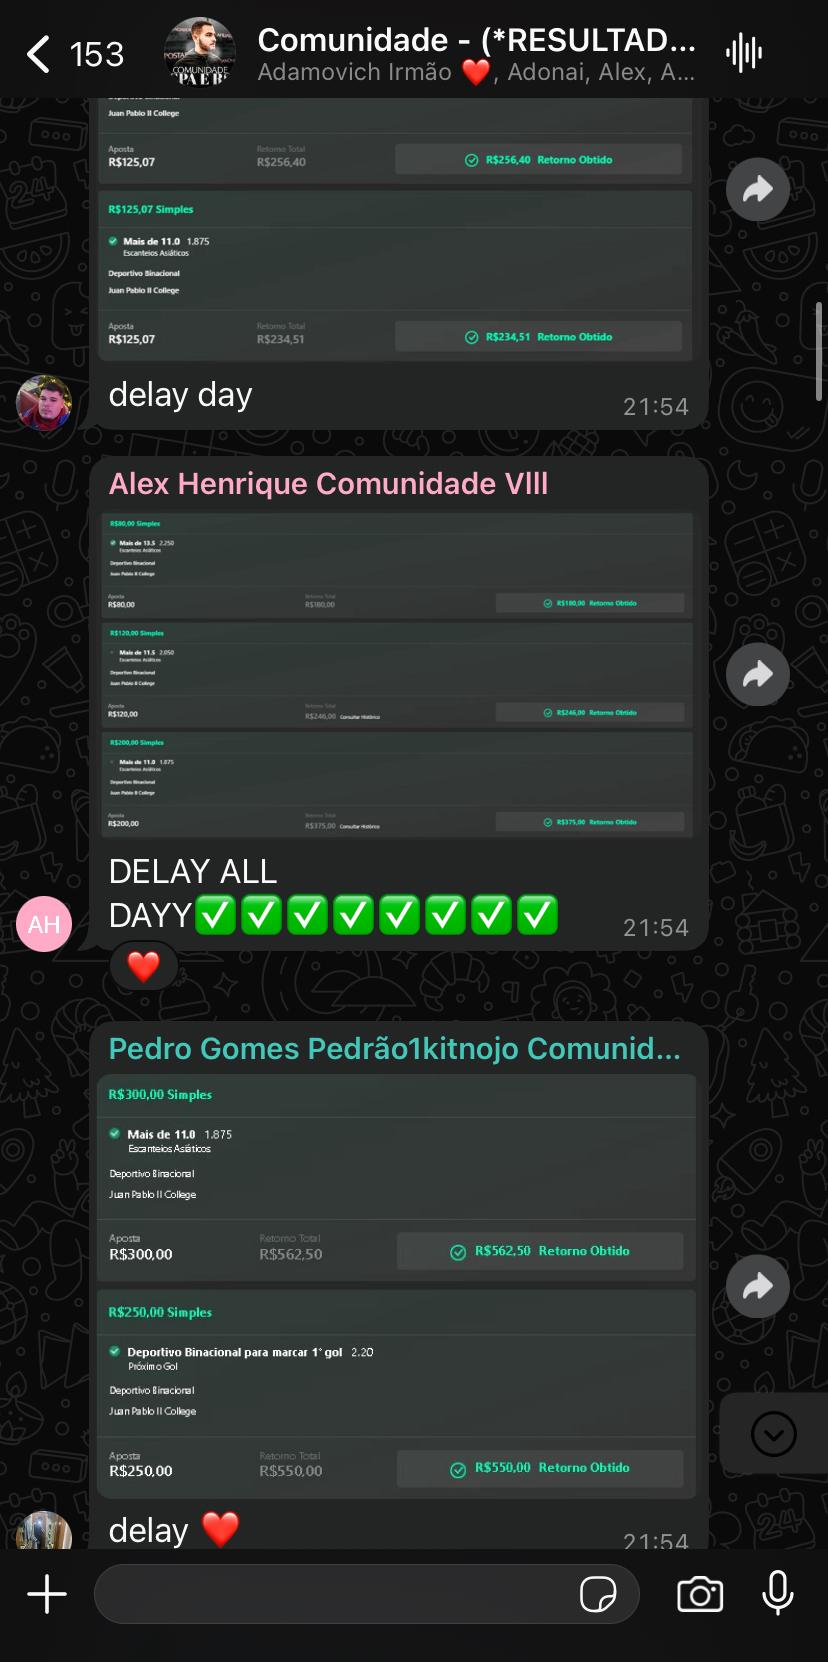 153
Comunidade - (*RESULTAD...
Adamovich Irmão ❤️, Adonai, Alex, A...
COMUNIDADE
Juan Pablo II College
Aposta Retorno Total
R$125,07 R$256,40 R$256,40 Retorno Obtido
R$125,07 Simples
Mais de 11.0 1.875
Escanteios Asiáticos
Deportivo Binacional
Juan Pablo II College
Aposta Retorno Total
R$125,07 R$234,51 R$234,51 Retorno Obtido
delay day
21:54
Alex Henrique Comunidade VIII
R$80,00 Simples
Mais de 13.5 2.250
Escanteios Asiáticos
Deportivo Binacional
Juan Pablo II College
Aposta Retorno Total
R$80,00 R$180,00 R$180,00 Retorno Obtido
R$120,00 Simples
Mais de 11.5 2.050
Escanteios Asiáticos
Deportivo Binacional
Juan Pablo II College
Aposta Retorno Total
R$120,00 R$246,00 Consultar Histórico R$246,00 Retorno Obtido
R$200,00 Simples
Mais de 11.0 1.875
Escanteios Asiáticos
Deportivo Binacional
Juan Pablo II College
Aposta Retorno Total
R$200,00 R$375,00 Consultar Histórico R$375,00 Retorno Obtido
DELAY ALL
DAYY✅✅✅✅✅✅✅✅
AH
21:54
❤️
Pedro Gomes Pedrão1kitnojo Comunid...
R$300,00 Simples
Mais de 11.0 1.875
Escanteios Asiáticos
Deportivo Binacional
Juan Pablo II College
Aposta Retorno Total
R$300,00 R$562,50 R$562,50 Retorno Obtido
R$250,00 Simples
Deportivo Binacional para marcar 1° gol 2.20
Próximo Gol
Deportivo Binacional
Juan Pablo II College
Aposta Retorno Total
R$250,00 R$550,00 R$550,00 Retorno Obtido
delay ❤️
21:54